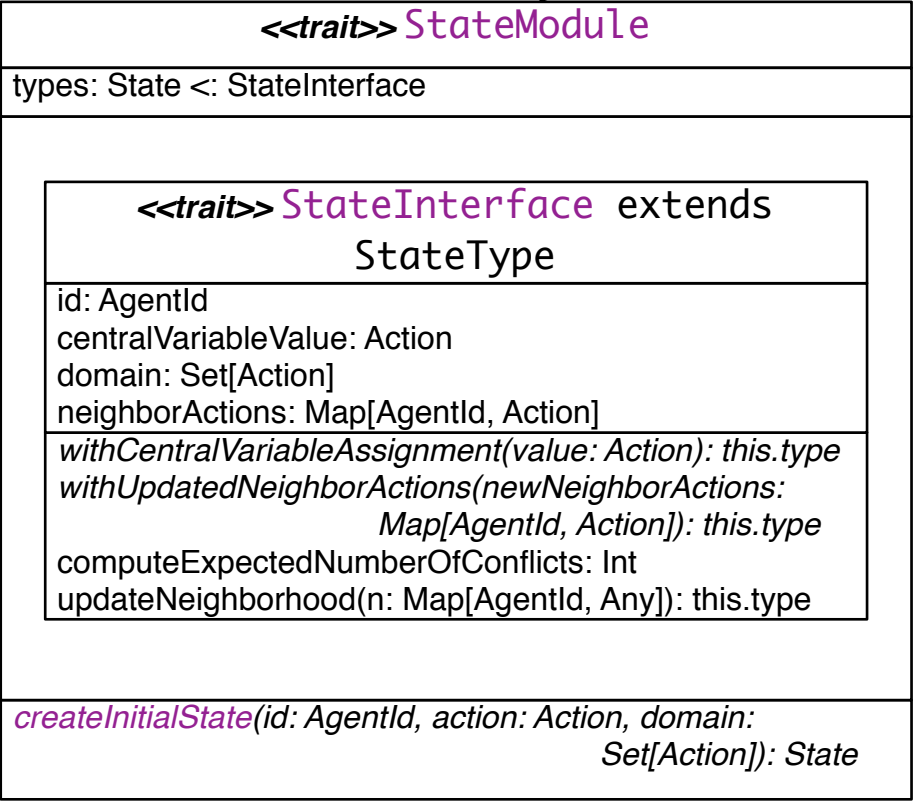 <<trait>> StateModule
types: State <: StateInterface
<<trait>> StateInterface extends
StateType
id: AgentId
centralVariableValue: Action
domain: Set[Action]
neighborActions: Map[AgentId, Action]
withCentralVariableAssignment(value: Action): this.type
withUpdatedNeighborActions(newNeighborActions:
Map[AgentId, Action]): this.type
computeExpectedNumberOfConflicts: Int
updateNeighborhood(n: Map[AgentId, Any]): this.type
createInitialState(id: AgentId, action: Action, domain:
Set[Action]): State